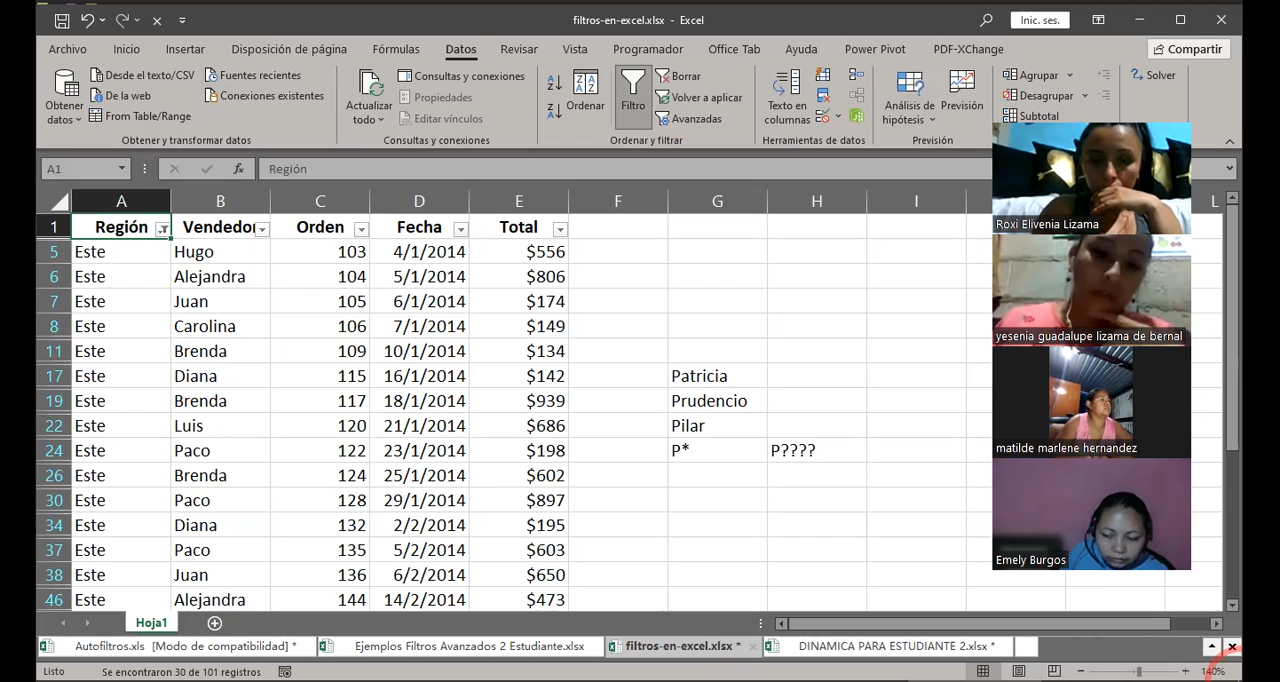 filtros-en-excel.xlsx - Excel
Inic. ses.
Archivo Inicio Insertar Disposición de página Fórmulas Datos Revisar Vista Programador Office Tab Ayuda Power Pivot PDF-XChange Compartir
Obtener datos
Desde el texto/CSV
De la web
From Table/Range
Fuentes recientes
Conexiones existentes
Obtener y transformar datos
Actualizar todo
Consultas y conexiones
Propiedades
Editar vínculos
Consultas y conexiones
Ordenar
Filtro
Borrar
Volver a aplicar
Avanzadas
Ordenar y filtrar
Texto en columnas
Herramientas de datos
Análisis de hipótesis
Previsión
Previsión
Agrupar
Desagrupar
Subtotal
Solver
A1 fx Región
A B C D E F G H I L
1 Región Vendedor Orden Fecha Total
5 Este Hugo 103 4/1/2014 $556
6 Este Alejandra 104 5/1/2014 $806
7 Este Juan 105 6/1/2014 $174
8 Este Carolina 106 7/1/2014 $149
11 Este Brenda 109 10/1/2014 $134
17 Este Diana 115 16/1/2014 $142 Patricia
19 Este Brenda 117 18/1/2014 $939 Prudencio
22 Este Luis 120 21/1/2014 $686 Pilar
24 Este Paco 122 23/1/2014 $198 P* P????
26 Este Brenda 124 25/1/2014 $602
30 Este Paco 128 29/1/2014 $897
34 Este Diana 132 2/2/2014 $195
37 Este Paco 135 5/2/2014 $603
38 Este Juan 136 6/2/2014 $650
46 Este Alejandra 144 14/2/2014 $473
Roxi Elivenia Lizama
yesenia guadalupe lizama de bernal
matilde marlene hernandez
Emely Burgos
Hoja1
Autofiltros.xls [Modo de compatibilidad] * Ejemplos Filtros Avanzados 2 Estudiante.xlsx filtros-en-excel.xlsx * DINAMICA PARA ESTUDIANTE 2.xlsx *
Listo Se encontraron 30 de 101 registros 140%